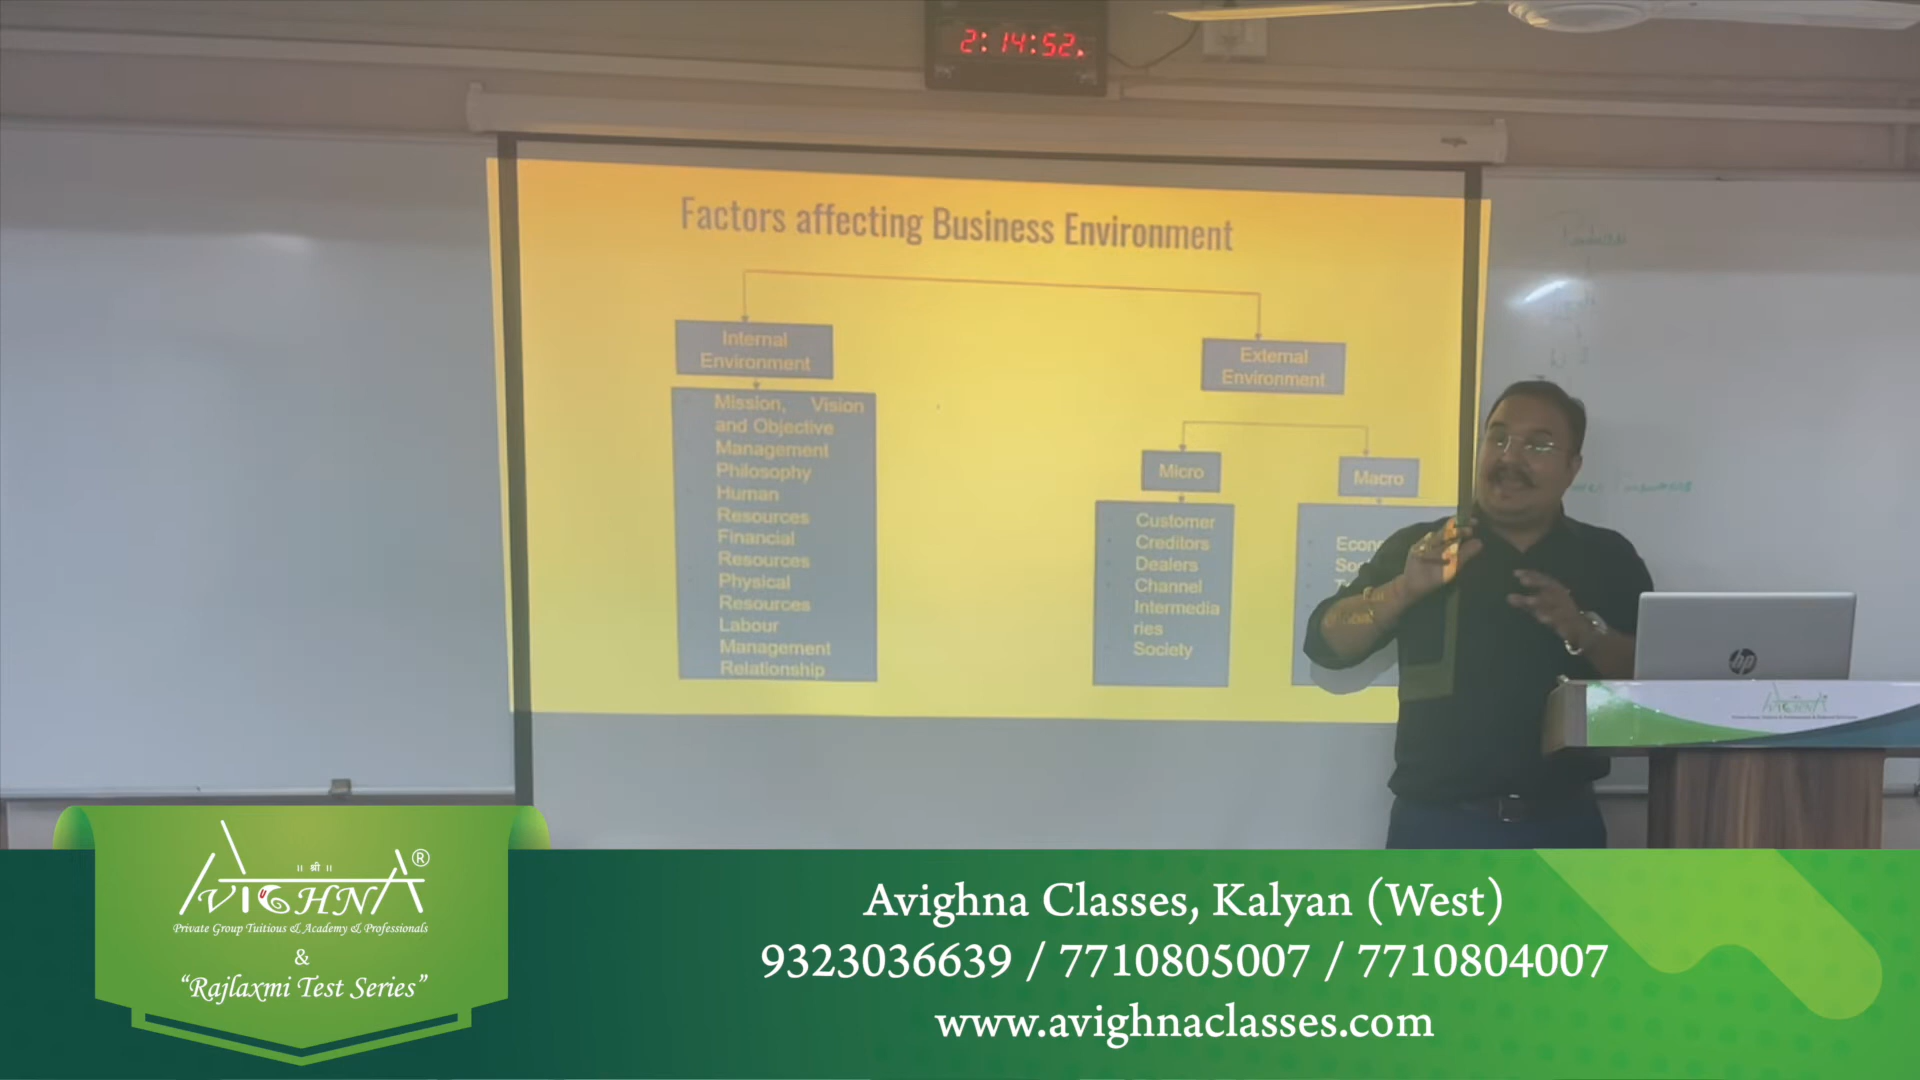 2:14:52
Factors affecting Business Environment
Internal
Environment
External
Environment
Mission, Vision
and Objective
Management
Philosophy
Human
Resources
Financial
Resources
Physical
Resources
Labour
Management
Relationship
Micro
Macro
Customer
Creditors
Dealers
Channel
Intermedia
ries
Society
hp
AVIGHNA
॥ श्री ॥
AVIGHNA®
Private Group Tuitious & Academy & Professionals
&
“Rajlaxmi Test Series”
Avighna Classes, Kalyan (West)
9323036639 / 7710805007 / 7710804007
www.avighnaclasses.com